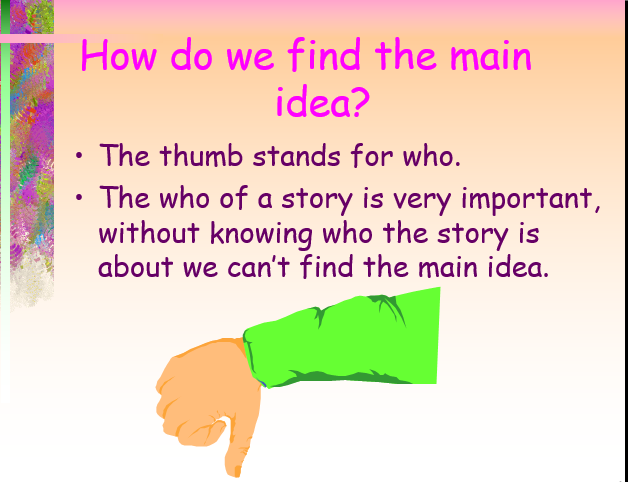 How do we find the main
idea?
• The thumb stands for who.
• The who of a story is very important,
without knowing who the story is
about we can’t find the main idea.